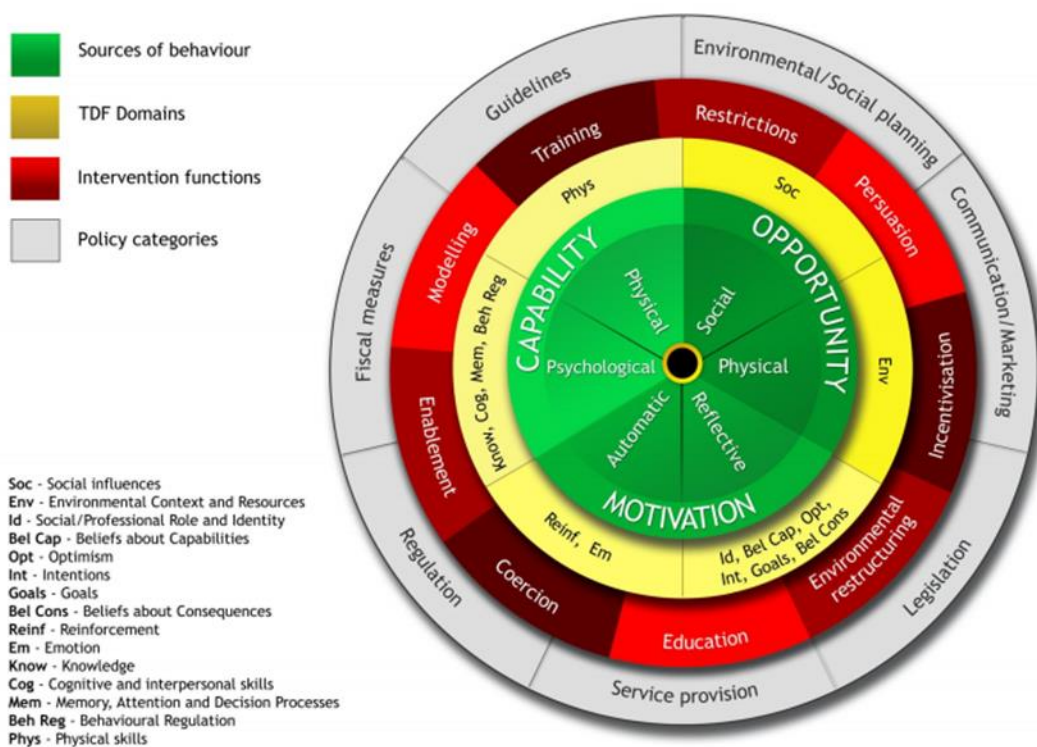 Sources of behaviour
TDF Domains
Intervention functions
Policy categories
Soc - Social influences
Env - Environmental Context and Resources
Id - Social/Professional Role and Identity
Bel Cap - Beliefs about Capabilities
Opt - Optimism
Int - Intentions
Goals - Goals
Bel Cons - Beliefs about Consequences
Reinf - Reinforcement
Em - Emotion
Know - Knowledge
Cog - Cognitive and interpersonal skills
Mem - Memory, Attention and Decision Processes
Beh Reg - Behavioural Regulation
Phys - Physical skills
Guidelines
Environmental/Social planning
Communication/Marketing
Legislation
Service provision
Regulation
Fiscal measures
Training
Restrictions
Persuasion
Incentivisation
Environmental
restructuring
Education
Coercion
Enablement
Modelling
Phys
Soc
Env
Id, Bel Cap, Opt,
Int, Goals, Bel Cons
Reinf, Em
Know, Cog, Mem, Beh Reg
CAPABILITY
OPPORTUNITY
MOTIVATION
Physical
Social
Physical
Reflective
Automatic
Psychological